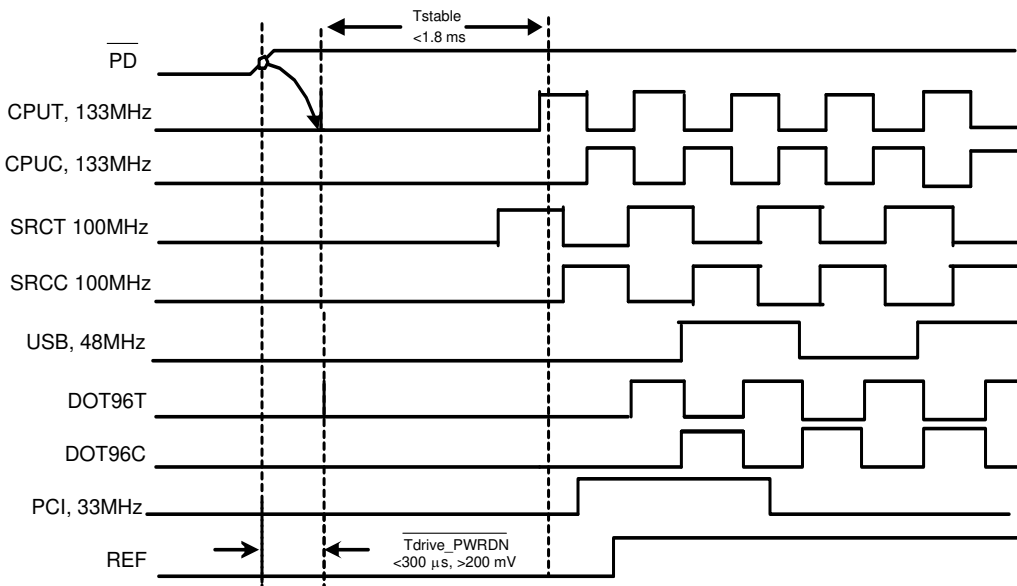 Tstable
<1.8 ms
PD
CPUT, 133MHz
CPUC, 133MHz
SRCT 100MHz
SRCC 100MHz
USB, 48MHz
DOT96T
DOT96C
PCI, 33MHz
Tdrive_PWRDN
<300 μs, >200 mV
REF